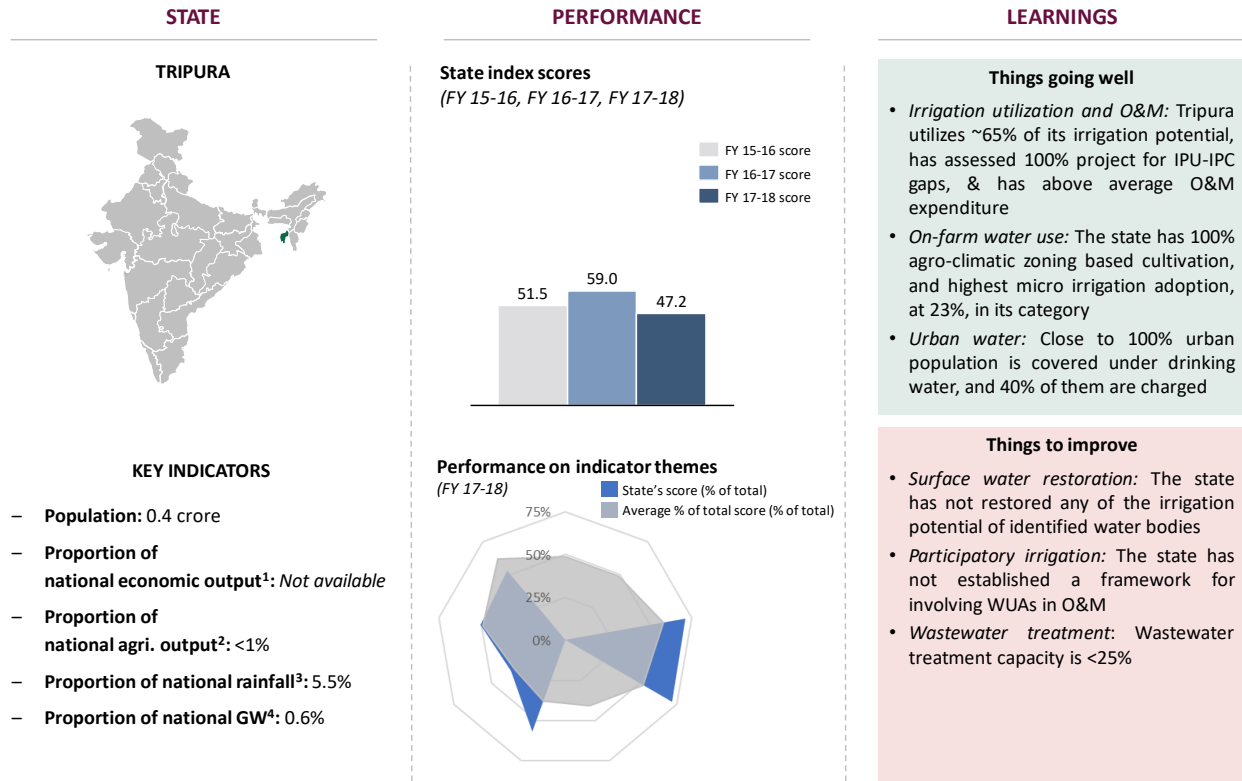 STATE
PERFORMANCE
LEARNINGS
TRIPURA
KEY INDICATORS
– Population: 0.4 crore
– Proportion of
national economic output¹: Not available
– Proportion of
national agri. output²: <1%
– Proportion of national rainfall³: 5.5%
– Proportion of national GW⁴: 0.6%
State index scores
(FY 15-16, FY 16-17, FY 17-18)
FY 15-16 score
FY 16-17 score
FY 17-18 score
51.5
59.0
47.2
Performance on indicator themes
(FY 17-18)
State's score (% of total)
Average % of total score (% of total)
75%
50%
25%
0%
Things going well
• Irrigation utilization and O&M: Tripura
utilizes ~65% of its irrigation potential,
has assessed 100% project for IPU-IPC
gaps, & has above average O&M
expenditure
• On-farm water use: The state has 100%
agro-climatic zoning based cultivation,
and highest micro irrigation adoption,
at 23%, in its category
• Urban water: Close to 100% urban
population is covered under drinking
water, and 40% of them are charged
Things to improve
• Surface water restoration: The state
has not restored any of the irrigation
potential of identified water bodies
• Participatory irrigation: The state has
not established a framework for
involving WUAs in O&M
• Wastewater treatment: Wastewater
treatment capacity is <25%